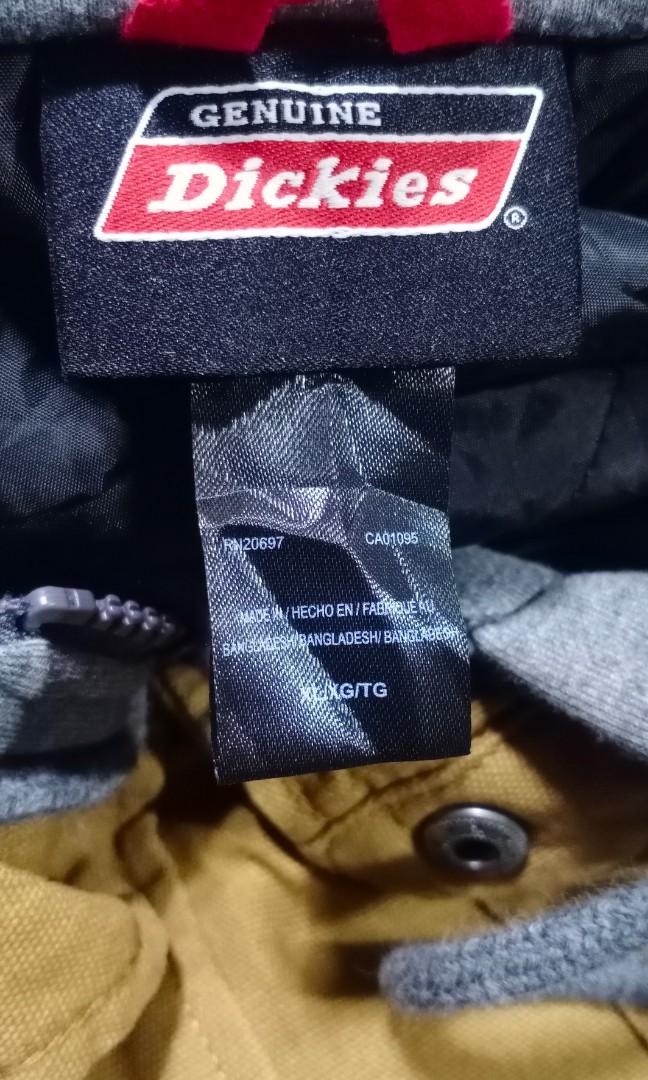 GENUINE
Dickies®
RN20697 CA01095
MADE IN / HECHO EN / FABRIQUE AU
BANGLADESH/ BANGLADESH/ BANGLADESH
XL/XG/TG